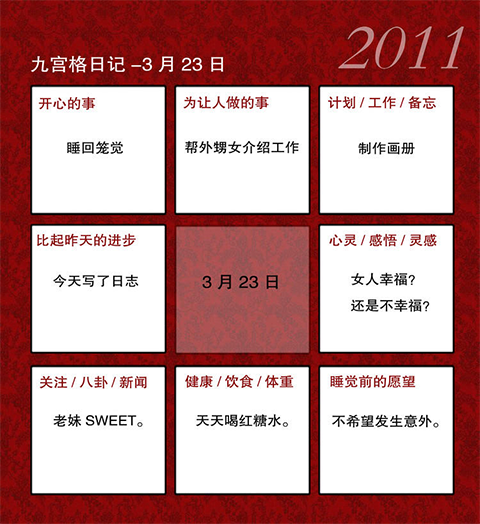 2011
九宫格日记 –3 月 23 日
开心的事
睡回笼觉
为让人做的事
帮外甥女介绍工作
计划 / 工作 / 备忘
制作画册
比起昨天的进步
今天写了日志
3 月 23 日
心灵 / 感悟 / 灵感
女人幸福?
还是不幸福?
关注 / 八卦 / 新闻
老妹 SWEET。
健康 / 饮食 / 体重
天天喝红糖水。
睡觉前的愿望
不希望发生意外。